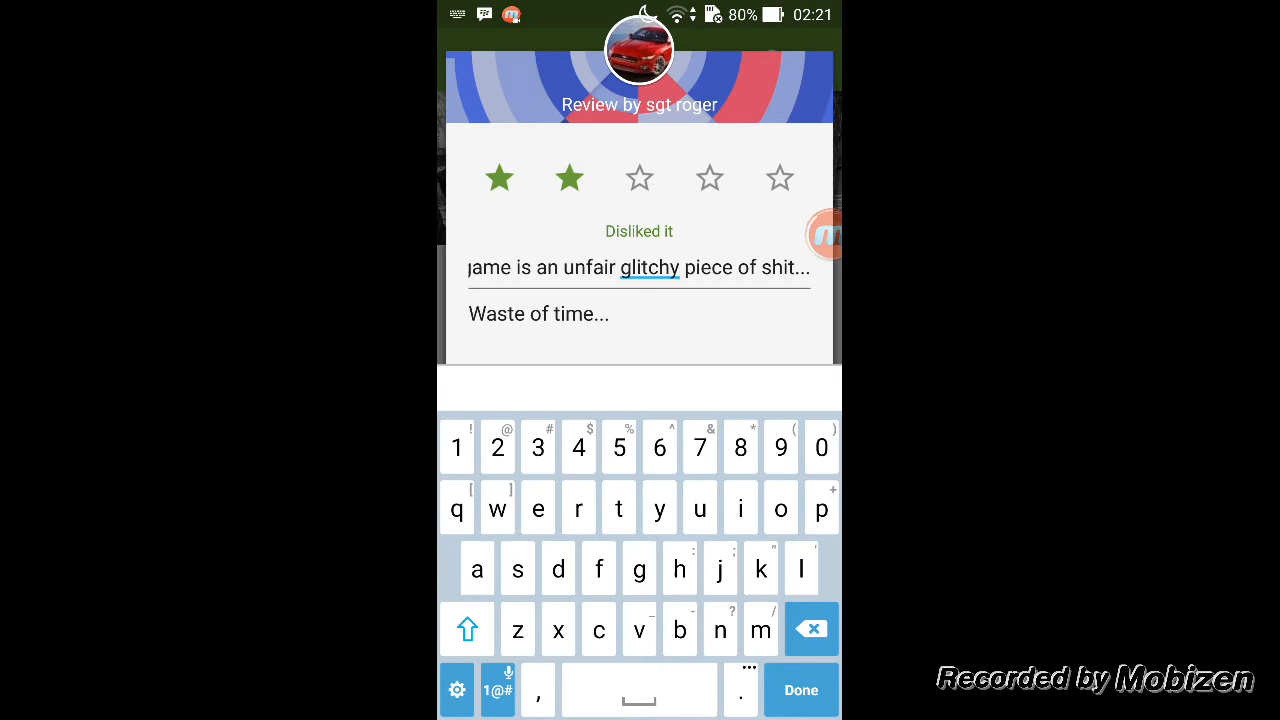 80% 02:21
Review by sgt roger
Disliked it
game is an unfair glitchy piece of shit...
Waste of time...
! @ # $ % ^ & * ( )
1 2 3 4 5 6 7 8 9 0
[ ] +
q w e r t y u i o p
: ; " '
a s d f g h j k l
_ - ? /
z x c v b n m
1@# , . Done
Recorded by Mobizen